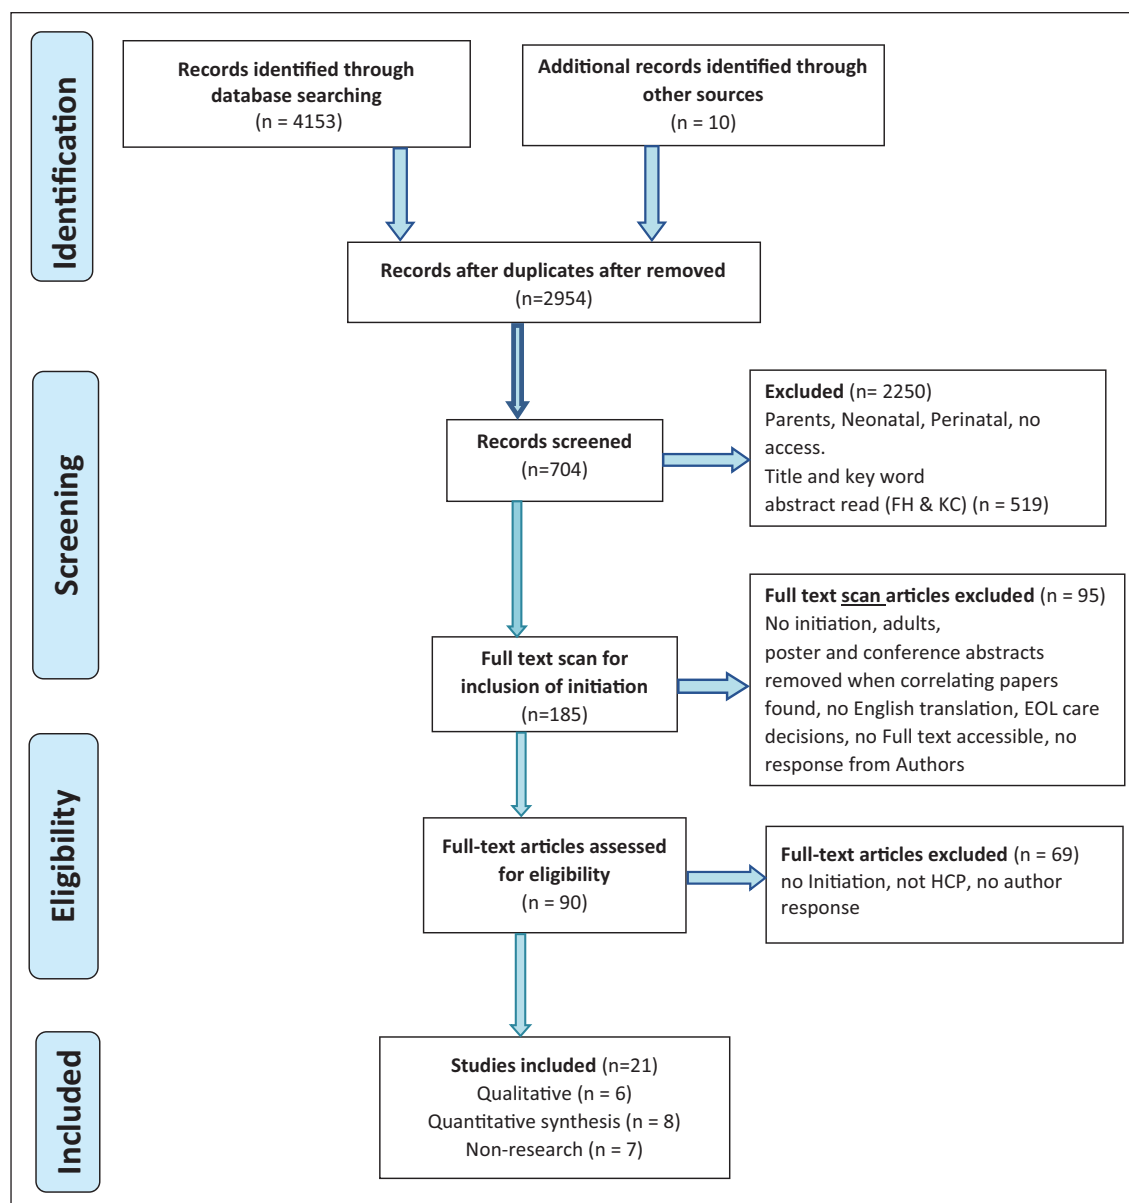 Identification
Records identified through
database searching
(n = 4153)
Additional records identified through
other sources
(n = 10)
Records after duplicates after removed
(n=2954)
Screening
Records screened
(n=704)
Excluded (n= 2250)
Parents, Neonatal, Perinatal, no
access.
Title and key word
abstract read (FH & KC) (n = 519)
Full text scan for
inclusion of initiation
(n=185)
Full text scan articles excluded (n = 95)
No initiation, adults,
poster and conference abstracts
removed when correlating papers
found, no English translation, EOL care
decisions, no Full text accessible, no
response from Authors
Eligibility
Full-text articles assessed
for eligibility
(n = 90)
Full-text articles excluded (n = 69)
no Initiation, not HCP, no author
response
Included
Studies included (n=21)
Qualitative (n = 6)
Quantitative synthesis (n = 8)
Non-research (n = 7)